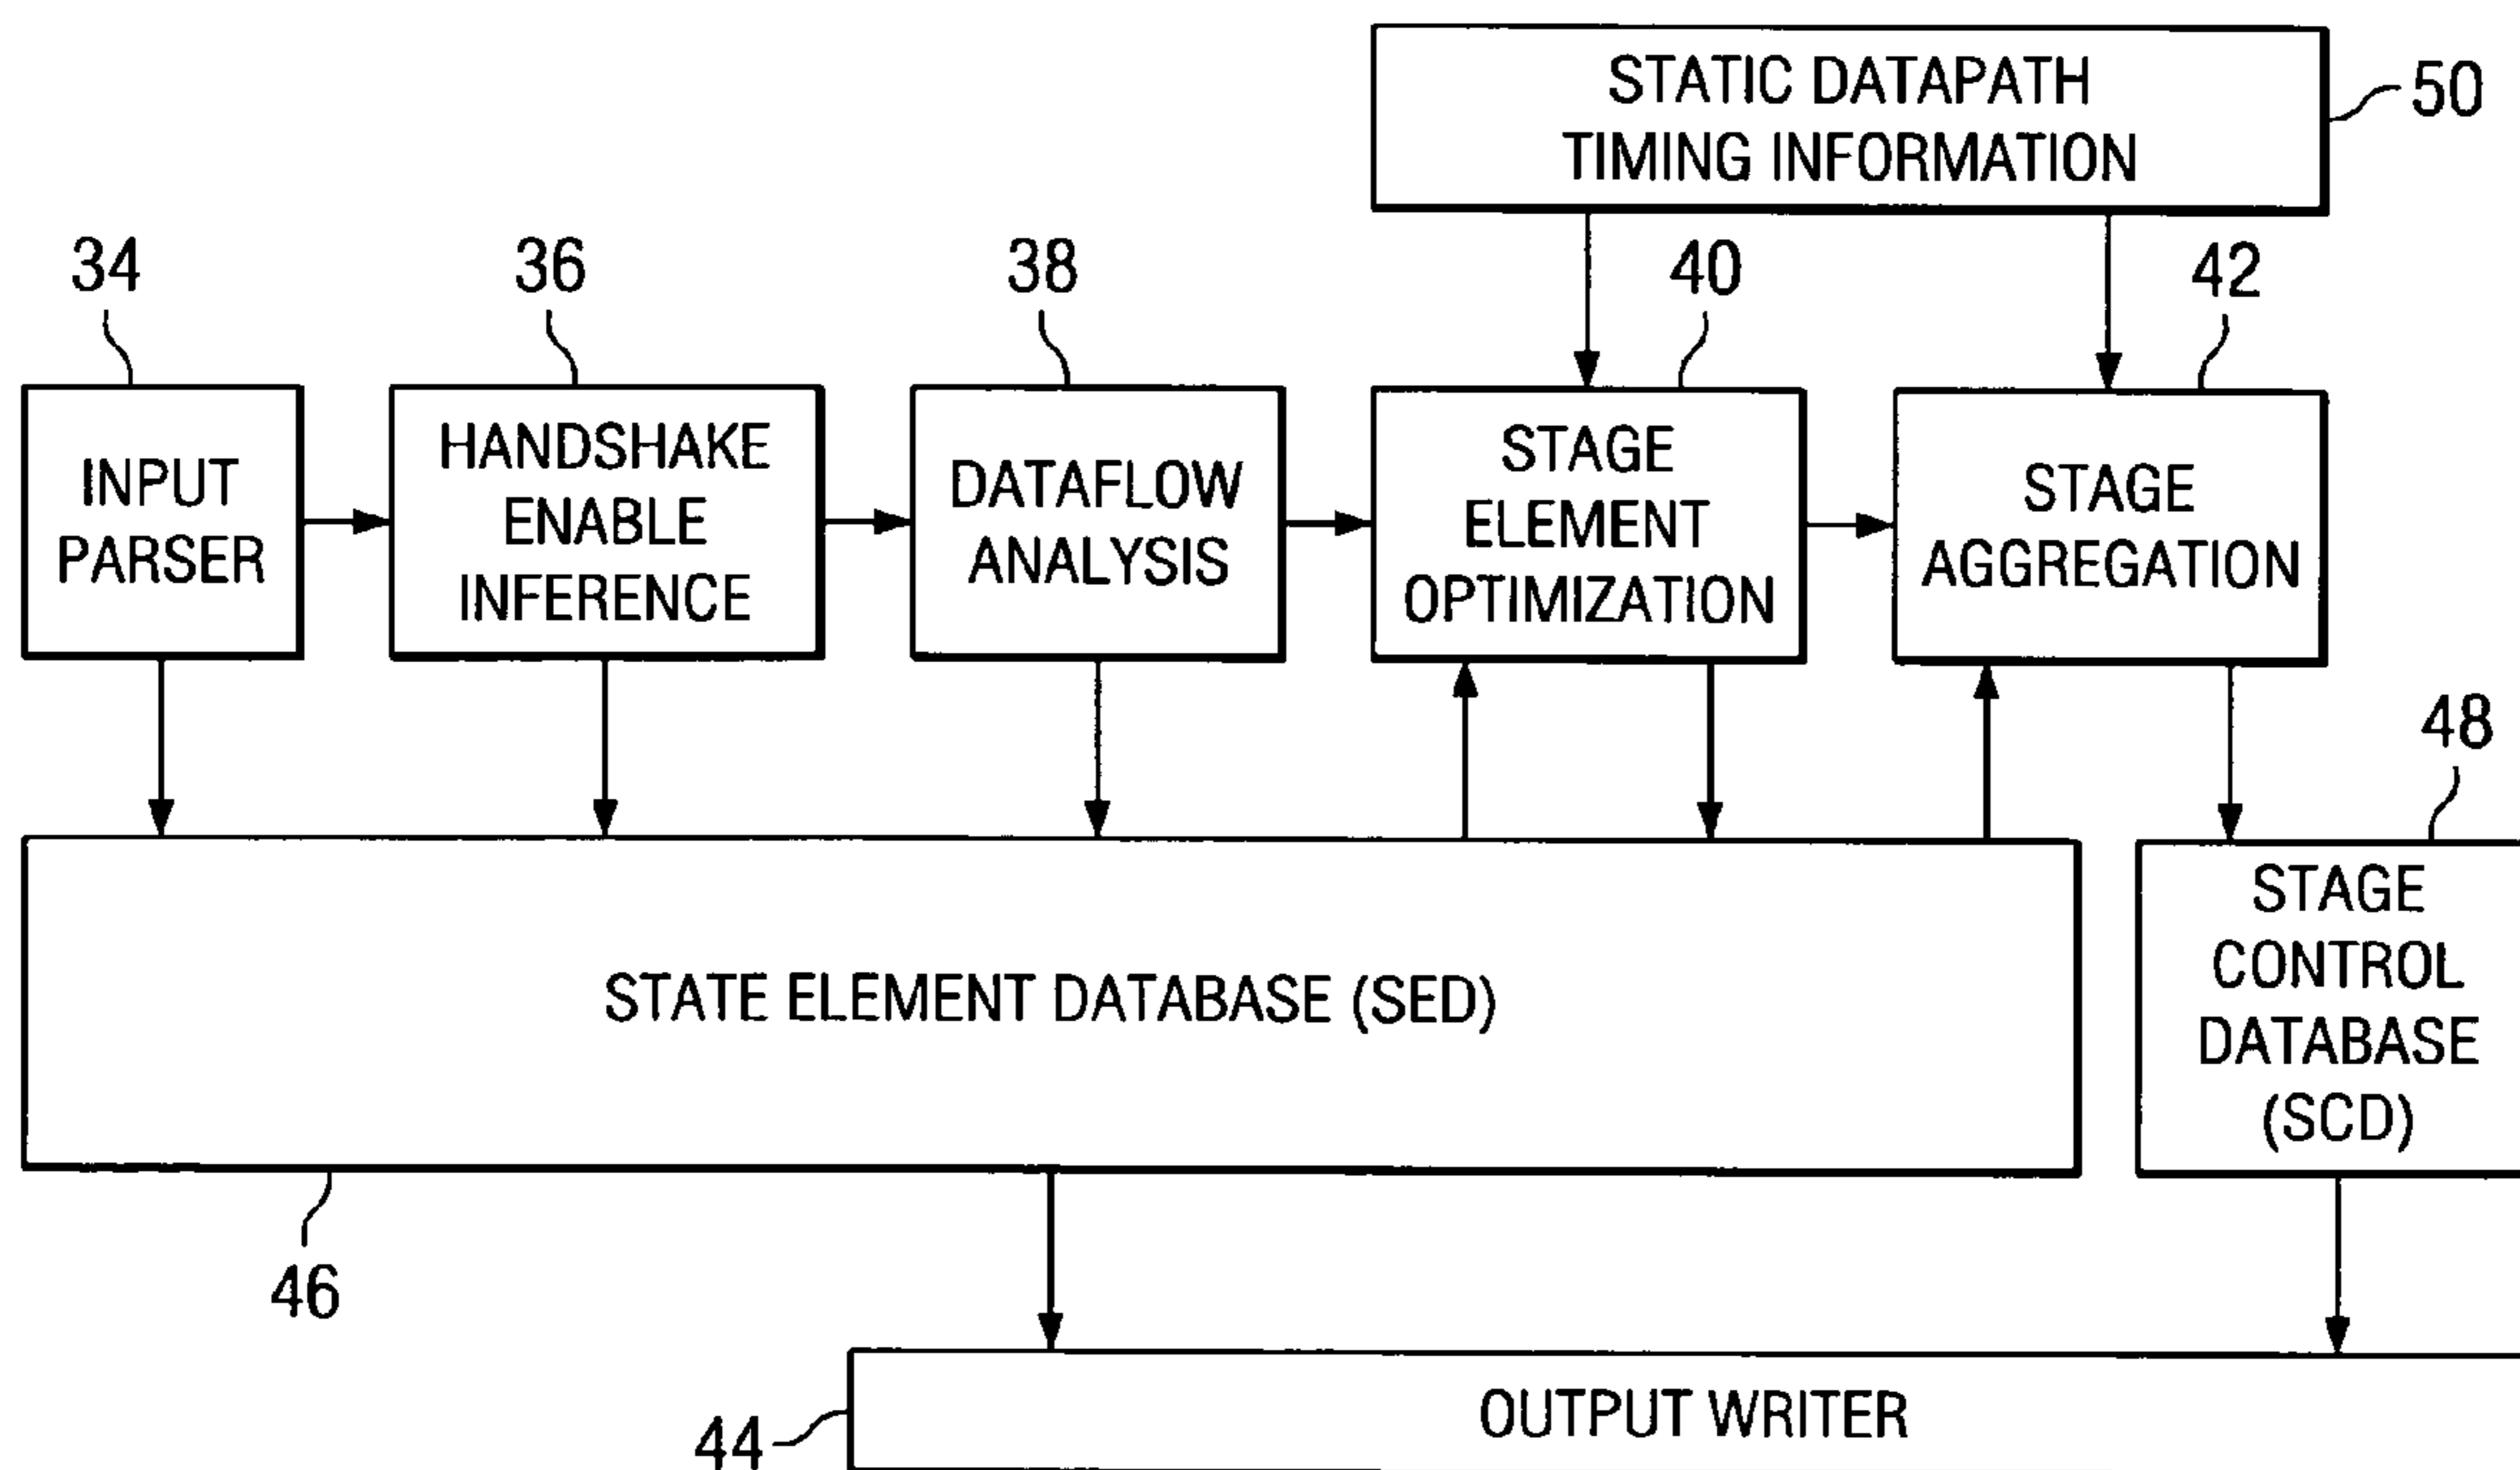 STATIC DATAPATH
TIMING INFORMATION
50
34
36
38
40
42
INPUT
PARSER
HANDSHAKE
ENABLE
INFERENCE
DATAFLOW
ANALYSIS
STAGE
ELEMENT
OPTIMIZATION
STAGE
AGGREGATION
48
STATE ELEMENT DATABASE (SED)
STAGE
CONTROL
DATABASE
(SCD)
46
44
OUTPUT WRITER